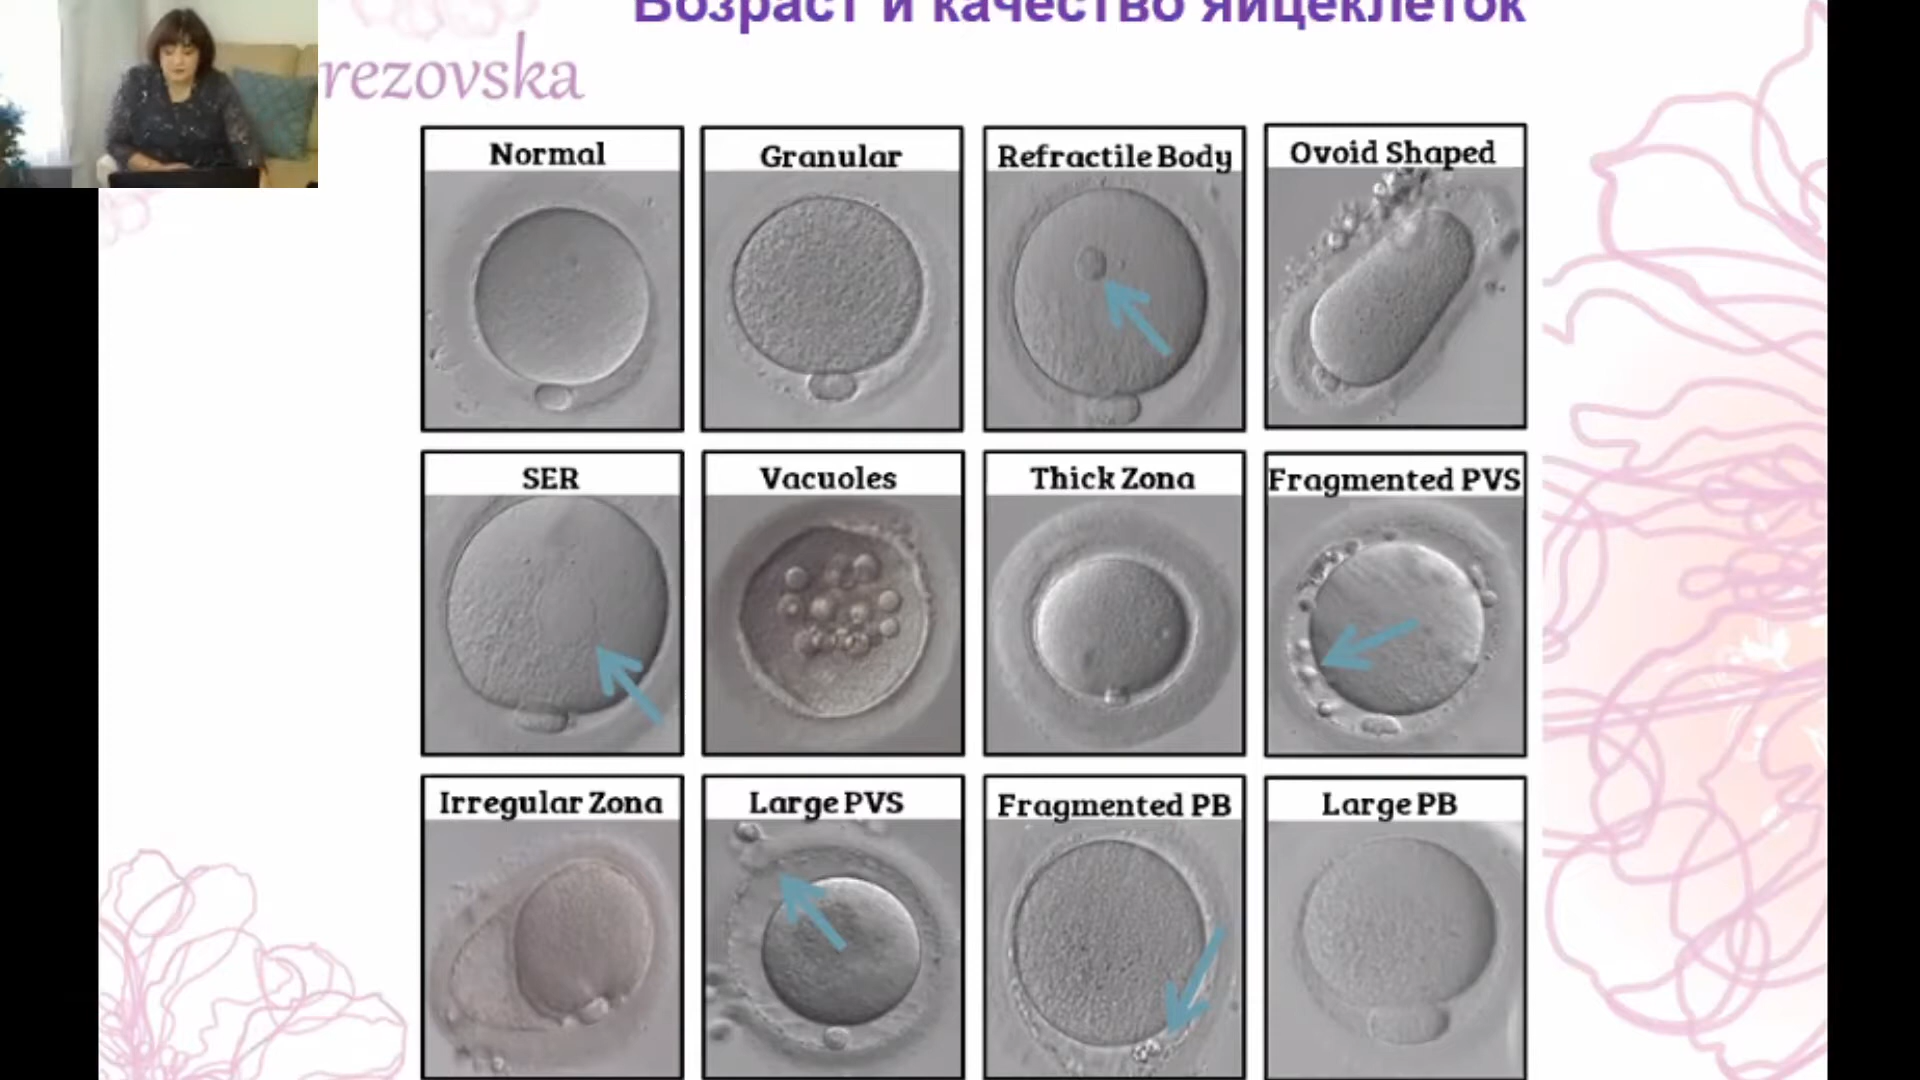 Возраст и качество яйцеклеток
rezovska
Normal
Granular
Refractile Body
Ovoid Shaped
SER
Vacuoles
Thick Zona
Fragmented PVS
Irregular Zona
Large PVS
Fragmented PB
Large PB